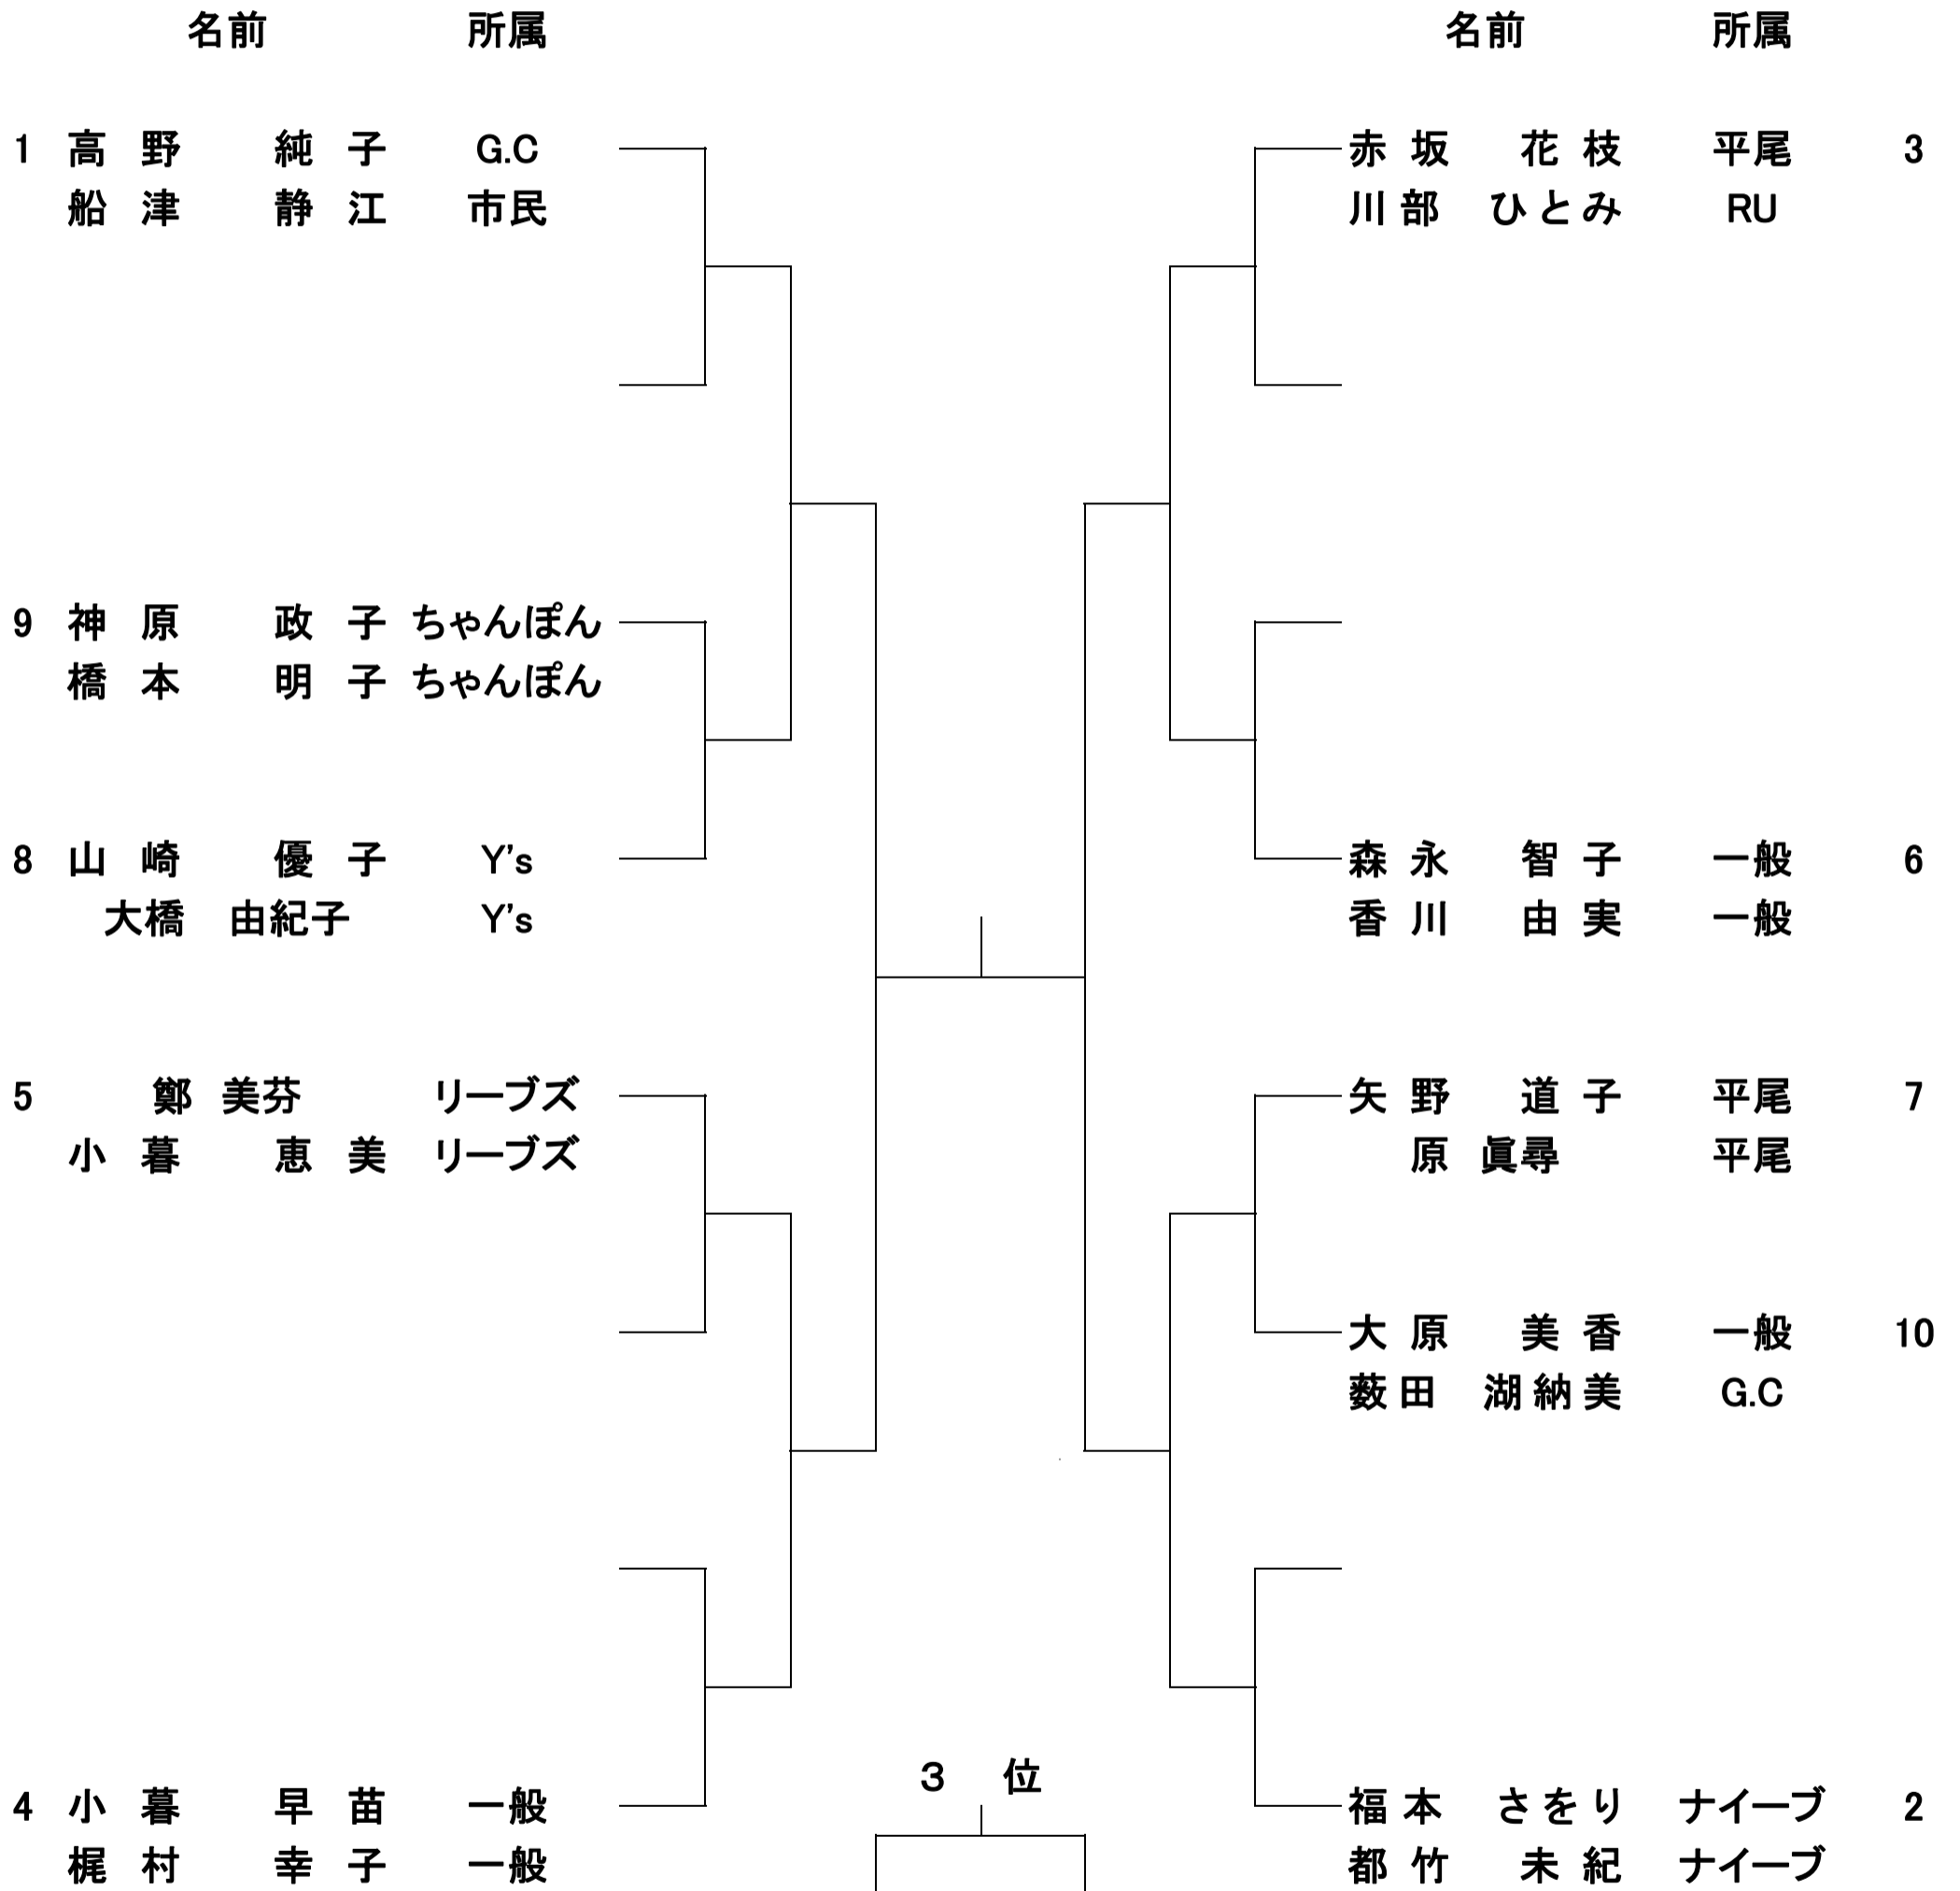 名前 所属 名前 所属
1 高野 純子 G.C 赤坂 花枝 平尾 3
船津 静江 市民 川部 ひとみ RU
9 神原 政子 ちゃんぽん
橋本 明子 ちゃんぽん
8 山崎 優子 Y's 森永 智子 一般 6
大橋 由紀子 Y's 香川 由実 一般
5 鄭 美芬 リーブズ 矢野 道子 平尾 7
小暮 恵美 リーブズ 原 眞尋 平尾
大原 美香 一般 10
薮田 湖納美 G.C
3 位
4 小暮 早苗 一般 福本 さをり ナイーブ 2
梶村 幸子 一般 都竹 未紀 ナイーブ